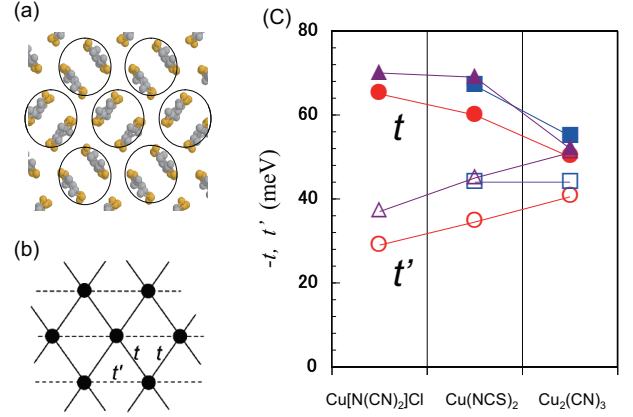 (a)
(b)
t
t
t'
(C)
80
60
40
20
0
-t, t' (meV)
t
t'
Cu[N(CN)₂]Cl
Cu(NCS)₂
Cu₂(CN)₃